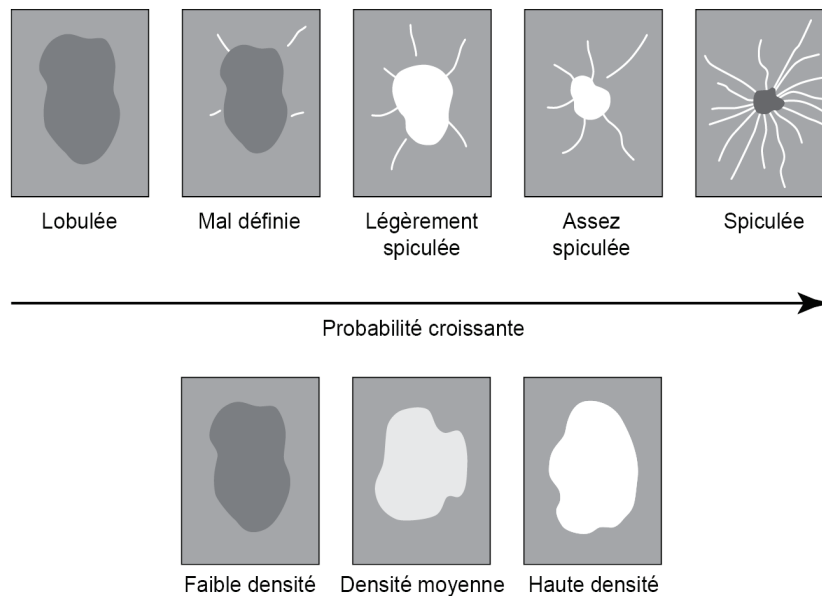 Lobulée
Mal définie
Légèrement
spiculée
Assez
spiculée
Spiculée
Probabilité croissante
Faible densité
Densité moyenne
Haute densité